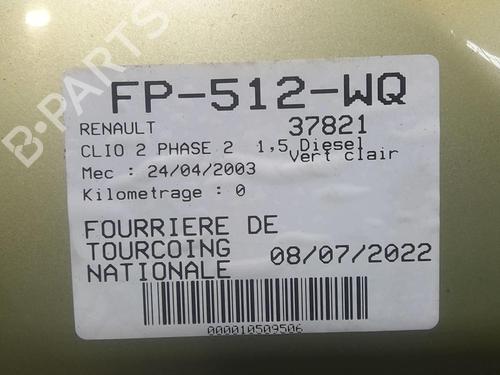 FP-512-WQ
RENAULT 37821
CLIO 2 PHASE 2 1,5 Diesel
Vert clair
Mec : 24/04/2003
Kilometrage : 0
FOURRIERE DE
TOURCOING
NATIONALE 08/07/2022
000010509506
B-PARTS